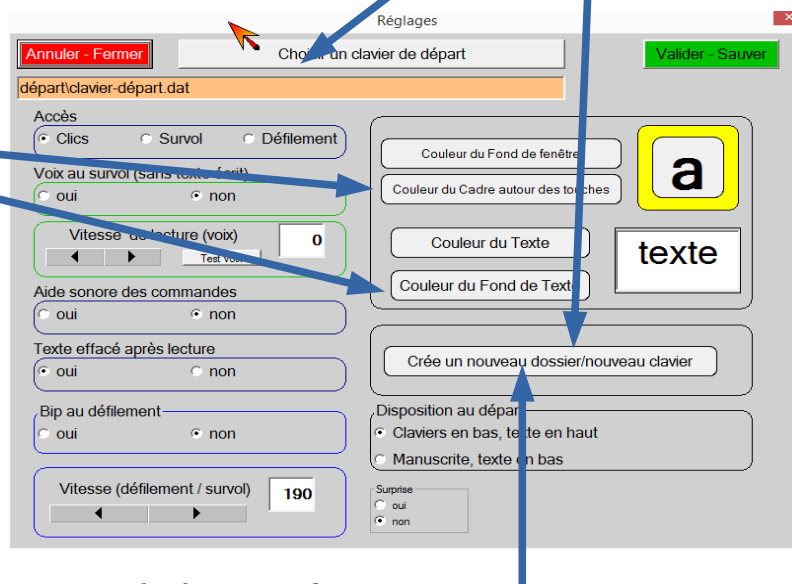 Réglages
Annuler - Fermer
Choisir un clavier de départ
Valider - Sauver
départ\clavier-départ.dat
Accès
Clics Survol Défilement
Voix au survol (sans texte écrit)
oui non
Vitesse de lecture (voix) 0
Test voix
Aide sonore des commandes
oui non
Texte effacé après lecture
oui non
Bip au défilement
oui non
Vitesse (défilement / survol) 190
Couleur du Fond de fenêtre
Couleur du Cadre autour des touches
a
Couleur du Texte
texte
Couleur du Fond de Texte
Crée un nouveau dossier/nouveau clavier
Disposition au départ
Claviers en bas, texte en haut
Manuscrite, texte en bas
Surprise
oui
non